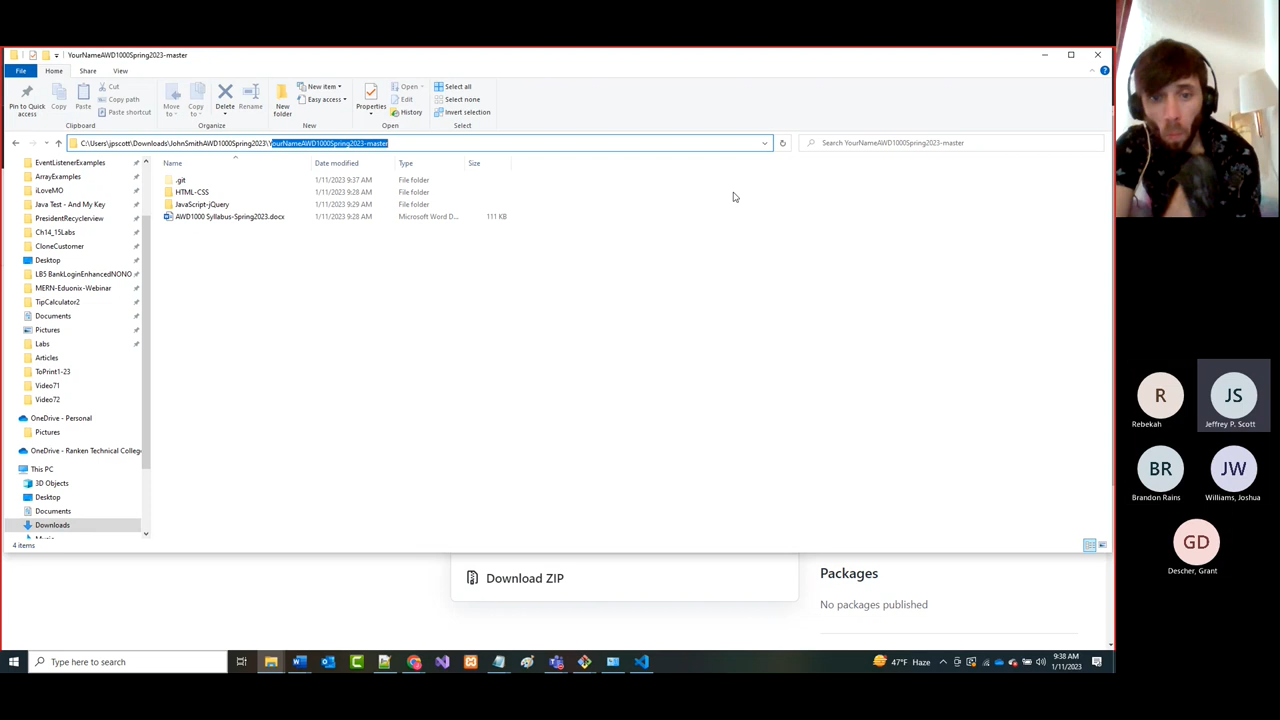 YourNameAWD1000Spring2023-master
File
Home
Share
View
Pin to Quick access
Copy
Paste
Cut
Copy path
Paste shortcut
Clipboard
Move to
Copy to
Delete
Rename
Organize
New folder
New item
Easy access
New
Properties
Open
Edit
History
Open
Select all
Select none
Invert selection
Select
C:\Users\jpscott\Downloads\JohnSmithAWD1000Spring2023\YourNameAWD1000Spring2023-master
Search YourNameAWD1000Spring2023-master
Name
Date modified
Type
Size
.git
1/11/2023 9:37 AM
File folder
HTML-CSS
1/11/2023 9:28 AM
File folder
JavaScript-jQuery
1/11/2023 9:29 AM
File folder
AWD1000 Syllabus-Spring2023.docx
1/11/2023 9:28 AM
Microsoft Word D...
111 KB
EventListenerExamples
ArrayExamples
iLoveMO
Java Test - And My Key
PresidentRecyclerview
Ch14_15Labs
CloneCustomer
Desktop
LB5 BankLoginEnhancedNONO
MERN-Eduonix-Webinar
TipCalculator2
Documents
Pictures
Labs
Articles
ToPrint1-23
Video71
Video72
OneDrive - Personal
Pictures
OneDrive - Ranken Technical College
This PC
3D Objects
Desktop
Documents
Downloads
4 items
Download ZIP
Packages
No packages published
Type here to search
47°F Haze
9:38 AM
1/11/2023
R
Rebekah
JS
Jeffrey P. Scott
BR
Brandon Rains
JW
Williams, Joshua
GD
Descher, Grant